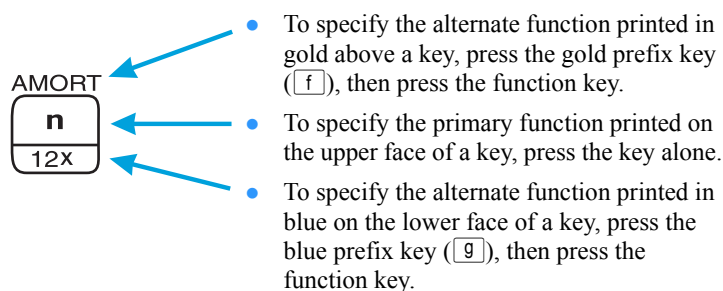 AMORT
n
12x
● To specify the alternate function printed in
gold above a key, press the gold prefix key
(f), then press the function key.
● To specify the primary function printed on
the upper face of a key, press the key alone.
● To specify the alternate function printed in
blue on the lower face of a key, press the
blue prefix key (g), then press the
function key.